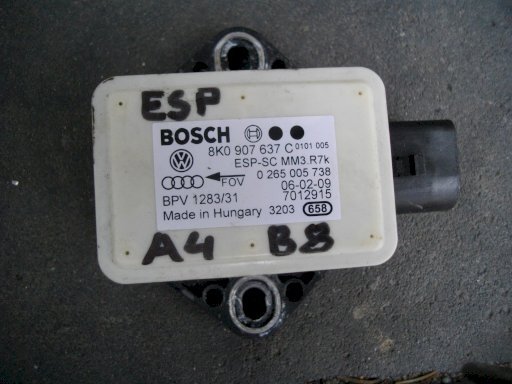 ESP
BOSCH
8K0 907 637 C 0101 005
ESP-SC MM3.R7k
FOV
0 265 005 738
06-02-09
BPV 1283/31
7012915
Made in Hungary 3203 658
A4 B8